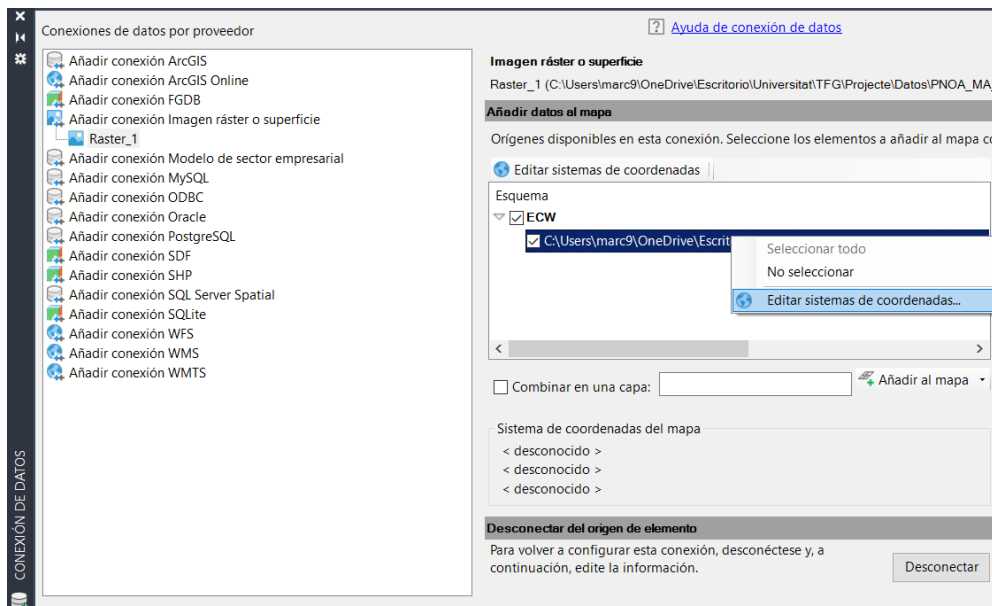 Conexiones de datos por proveedor
Añadir conexión ArcGIS
Añadir conexión ArcGIS Online
Añadir conexión FGDB
Añadir conexión Imagen ráster o superficie
Raster_1
Añadir conexión Modelo de sector empresarial
Añadir conexión MySQL
Añadir conexión ODBC
Añadir conexión Oracle
Añadir conexión PostgreSQL
Añadir conexión SDF
Añadir conexión SHP
Añadir conexión SQL Server Spatial
Añadir conexión SQLite
Añadir conexión WFS
Añadir conexión WMS
Añadir conexión WMTS
CONEXIÓN DE DATOS
? Ayuda de conexión de datos
Imagen ráster o superficie
Raster_1 (C:\Users\marc9\OneDrive\Escritorio\Universitat\TFG\Projecte\Datos\PNOA_MA
Añadir datos al mapa
Orígenes disponibles en esta conexión. Seleccione los elementos a añadir al mapa co
Editar sistemas de coordenadas
Esquema
ECW
C:\Users\marc9\OneDrive\Escrit
Seleccionar todo
No seleccionar
Editar sistemas de coordenadas...
Combinar en una capa:
Añadir al mapa
Sistema de coordenadas del mapa
< desconocido >
< desconocido >
< desconocido >
Desconectar del origen de elemento
Para volver a configurar esta conexión, desconéctese y, a
continuación, edite la información.
Desconectar